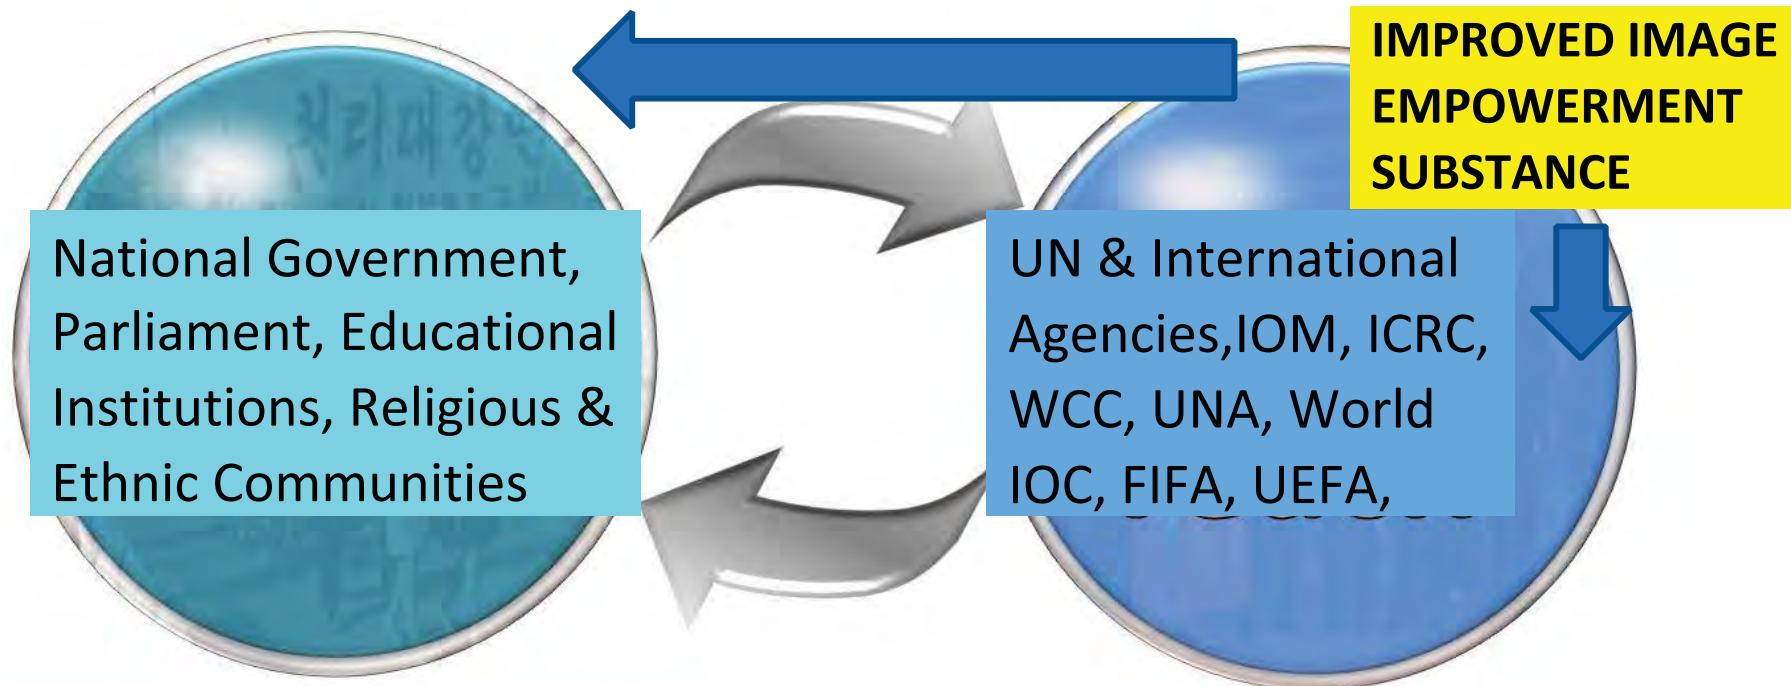 IMPROVED IMAGE
EMPOWERMENT
SUBSTANCE
National Government,
Parliament, Educational
Institutions, Religious &
Ethnic Communities
UN & International
Agencies,IOM, ICRC,
WCC, UNA, World
IOC, FIFA, UEFA,